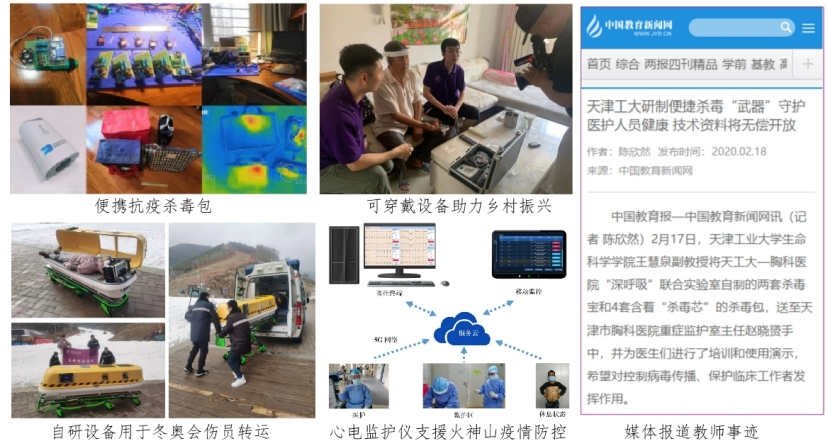 中国教育新闻网
WWW.JYB.CN
首页 综合 两报四刊精品 学前 基教 高
天津工大研制便捷杀毒“武器”守护
医护人员健康 技术资料将无偿开放
作者：陈欣然 发布时间：2020.02.18
来源：中国教育新闻网
中国教育报—中国教育新闻网讯（记
者 陈欣然）2月17日，天津工业大学生命
科学学院王慧泉副教授将天工大—胸科医
院“深呼吸”联合实验室自制的两套杀毒
宝和4套含着“杀毒芯”的杀毒包，送至天
津市胸科医院重症监护室主任赵晓赟手
中，并为医生们进行了培训和使用演示，
希望对控制病毒传播、保护临床工作者发
挥作用。
便携抗疫杀毒包
可穿戴设备助力乡村振兴
监控终端
移动监控
服务云
5G 网络
医护
监护区
休息状态
自研设备用于冬奥会伤员转运
心电监护仪支援火神山疫情防控
媒体报道教师事迹